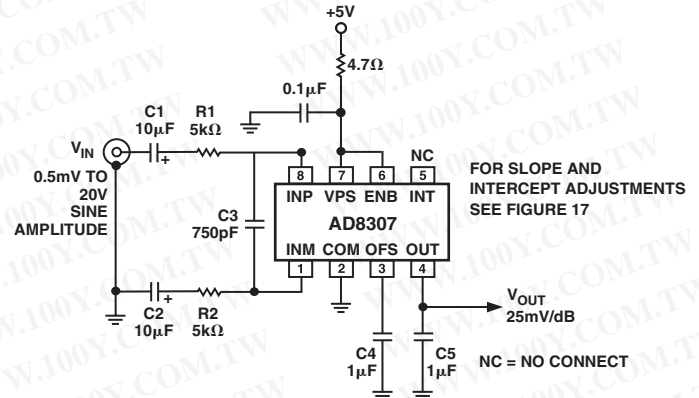 +5V
4.7Ω
0.1μF
C1
10μF
R1
5kΩ
VIN
0.5mV TO
20V
SINE
AMPLITUDE
+
C3
750pF
8 7 6 5
NC
INP VPS ENB INT
AD8307
INM COM OFS OUT
1 2 3 4
FOR SLOPE AND
INTERCEPT ADJUSTMENTS
SEE FIGURE 17
+
C2
10μF
R2
5kΩ
VOUT
25mV/dB
C4
1μF
C5
1μF
NC = NO CONNECT
WWW.100Y.COM.TW